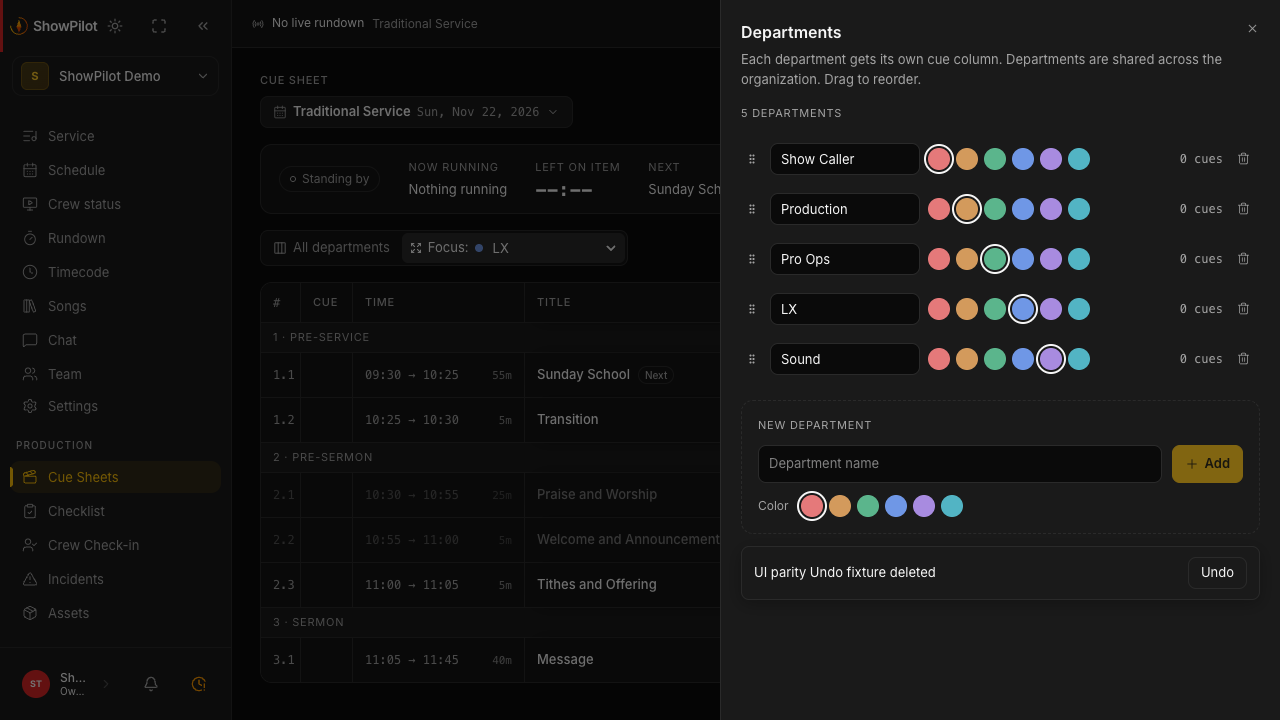 ShowPilot
S
ShowPilot Demo
Service
Schedule
Crew status
Rundown
Timecode
Songs
Chat
Team
Settings
PRODUCTION
Cue Sheets
Checklist
Crew Check-in
Incidents
Assets
ST
Sh...
Ow...
No live rundown Traditional Service
CUE SHEET
Traditional Service Sun, Nov 22, 2026
Standing by
NOW RUNNING
Nothing running
LEFT ON ITEM
--:--
NEXT
Sunday Sch
All departments
Focus: LX
# CUE TIME TITLE
1 · PRE-SERVICE
1.1 09:30 → 10:25 55m Sunday School Next
1.2 10:25 → 10:30 5m Transition
2 · PRE-SERMON
2.1 10:30 → 10:55 25m Praise and Worship
2.2 10:55 → 11:00 5m Welcome and Announcement
2.3 11:00 → 11:05 5m Tithes and Offering
3 · SERMON
3.1 11:05 → 11:45 40m Message
Departments
Each department gets its own cue column. Departments are shared across the
organization. Drag to reorder.
5 DEPARTMENTS
Show Caller 0 cues
Production 0 cues
Pro Ops 0 cues
LX 0 cues
Sound 0 cues
NEW DEPARTMENT
Department name
Add
Color
UI parity Undo fixture deleted
Undo